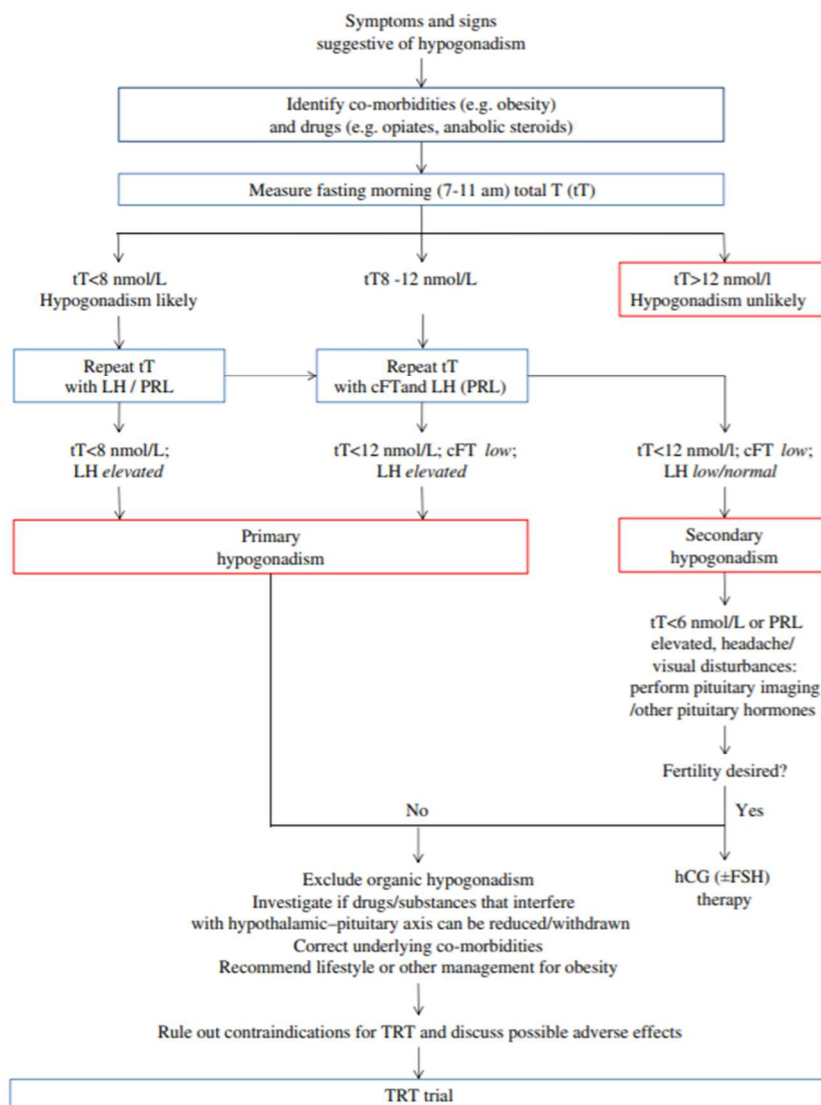 Symptoms and signs
suggestive of hypogonadism
Identify co-morbidities (e.g. obesity)
and drugs (e.g. opiates, anabolic steroids)
Measure fasting morning (7-11 am) total T (tT)
tT<8 nmol/L
Hypogonadism likely
tT8 -12 nmol/L
tT>12 nmol/l
Hypogonadism unlikely
Repeat tT
with LH / PRL
Repeat tT
with cFTand LH (PRL)
tT<8 nmol/L;
LH elevated
tT<12 nmol/L; cFT low;
LH elevated
tT<12 nmol/l; cFT low;
LH low/normal
Primary
hypogonadism
Secondary
hypogonadism
tT<6 nmol/L or PRL
elevated, headache/
visual disturbances:
perform pituitary imaging
/other pituitary hormones
Fertility desired?
No
Yes
Exclude organic hypogonadism
Investigate if drugs/substances that interfere
with hypothalamic–pituitary axis can be reduced/withdrawn
Correct underlying co-morbidities
Recommend lifestyle or other management for obesity
hCG (±FSH)
therapy
Rule out contraindications for TRT and discuss possible adverse effects
TRT trial